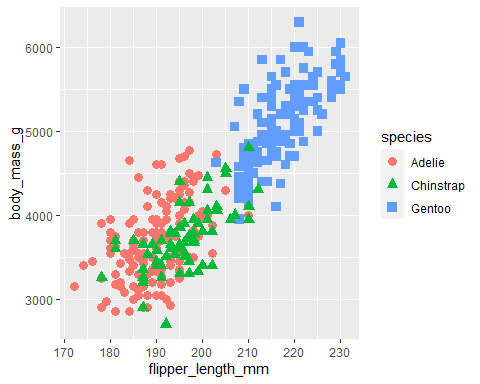 6000
5000
4000
3000
body_mass_g
170
180
190
200
210
220
230
flipper_length_mm
species
Adelie
Chinstrap
Gentoo